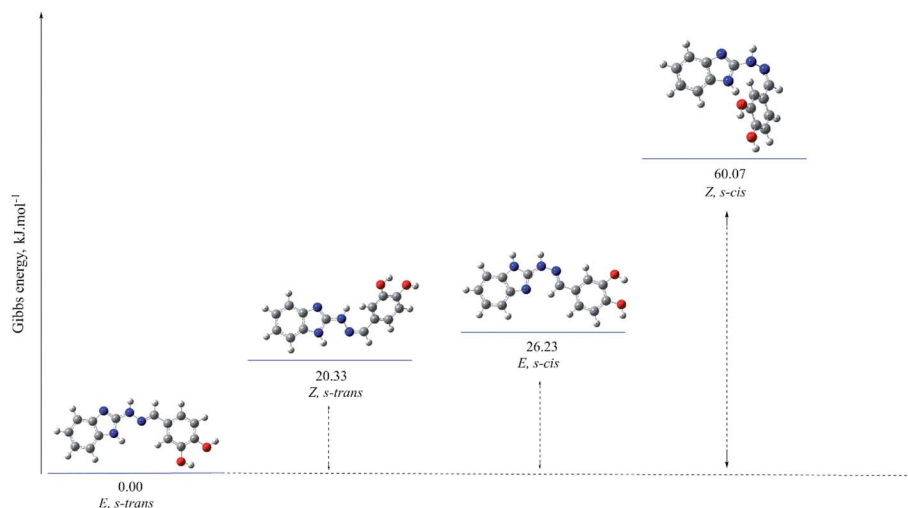 Gibbs energy, kJ.mol⁻¹
60.07
Z, s-cis
26.23
E, s-cis
20.33
Z, s-trans
0.00
E, s-trans